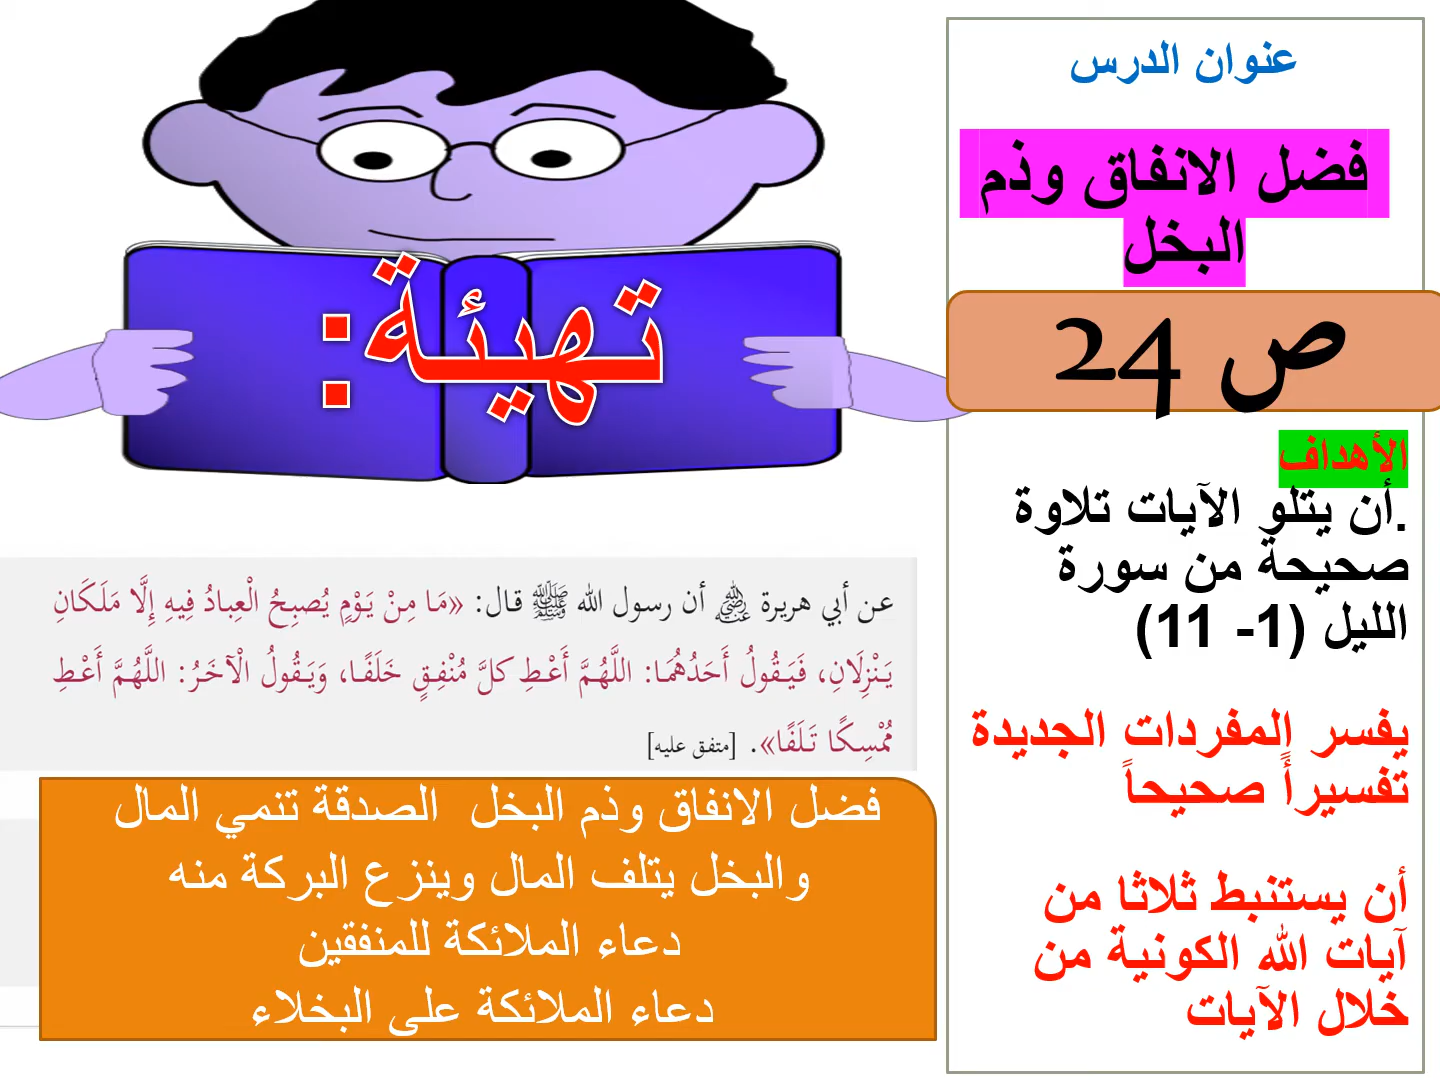 عنوان الدرس
فضل الانفاق وذم
البخل
ص 24
الأهداف
.أن يتلو الآيات تلاوة
صحيحة من سورة
الليل (1- 11)
يفسر المفردات الجديدة
تفسيراً صحيحاً
أن يستنبط ثلاثا من
آيات الله الكونية من
خلال الآيات
تهيئة:
عن أبي هريرة رضي الله عنه أن رسول الله ﷺ قال: «مَا مِنْ يَوْمٍ يُصبِحُ الْعِبادُ فِيهِ إِلَّا مَلَكَانِ
يَنْزِلَانِ، فَيَقُولُ أَحَدُهُمَا: اللَّهُمَّ أَعْطِ كلَّ مُنْفِقٍ خَلَفًا، وَيَقُولُ الْآخَرُ: اللَّهُمَّ أَعْطِ
مُمْسِكًا تَلَفًا». [متفق عليه]
فضل الانفاق وذم البخل الصدقة تنمي المال
والبخل يتلف المال وينزع البركة منه
دعاء الملائكة للمنفقين
دعاء الملائكة على البخلاء